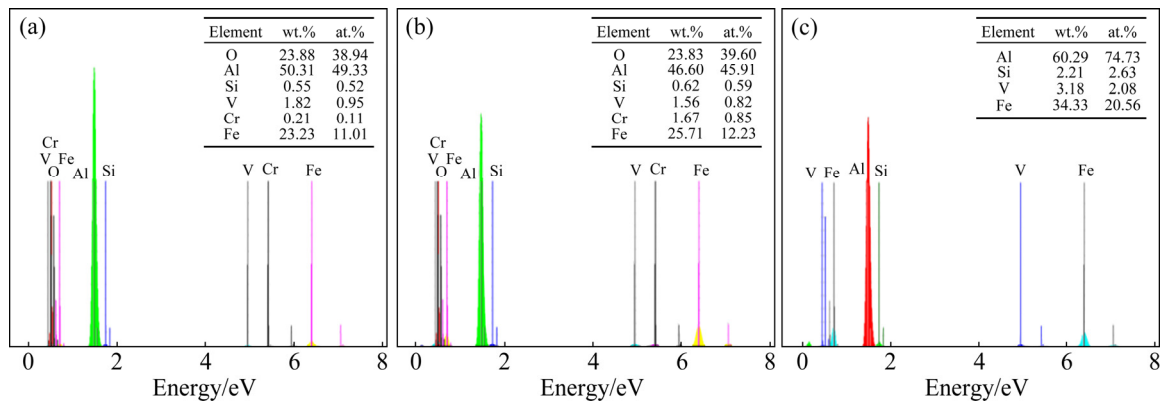 (a)
Element wt.% at.%
O 23.88 38.94
Al 50.31 49.33
Si 0.55 0.52
V 1.82 0.95
Cr 0.21 0.11
Fe 23.23 11.01
Cr
V Fe
O Al Si
V Cr Fe
0 2 4 6 8
Energy/eV
(b)
Element wt.% at.%
O 23.83 39.60
Al 46.60 45.91
Si 0.62 0.59
V 1.56 0.82
Cr 1.67 0.85
Fe 25.71 12.23
Cr
V Fe
O Al Si
V Cr Fe
0 2 4 6 8
Energy/eV
(c)
Element wt.% at.%
Al 60.29 74.73
Si 2.21 2.63
V 3.18 2.08
Fe 34.33 20.56
V Fe Al Si
V Fe
0 2 4 6 8
Energy/eV